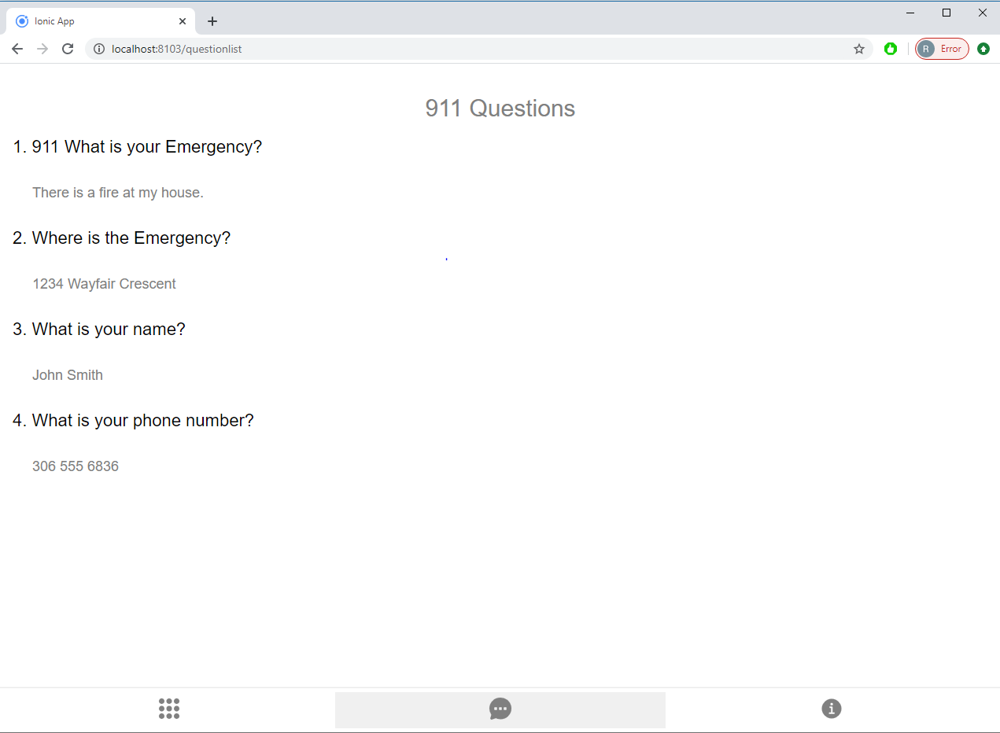 Ionic App
localhost:8103/questionlist
R Error
911 Questions
1. 911 What is your Emergency?
There is a fire at my house.
2. Where is the Emergency?
1234 Wayfair Crescent
3. What is your name?
John Smith
4. What is your phone number?
306 555 6836